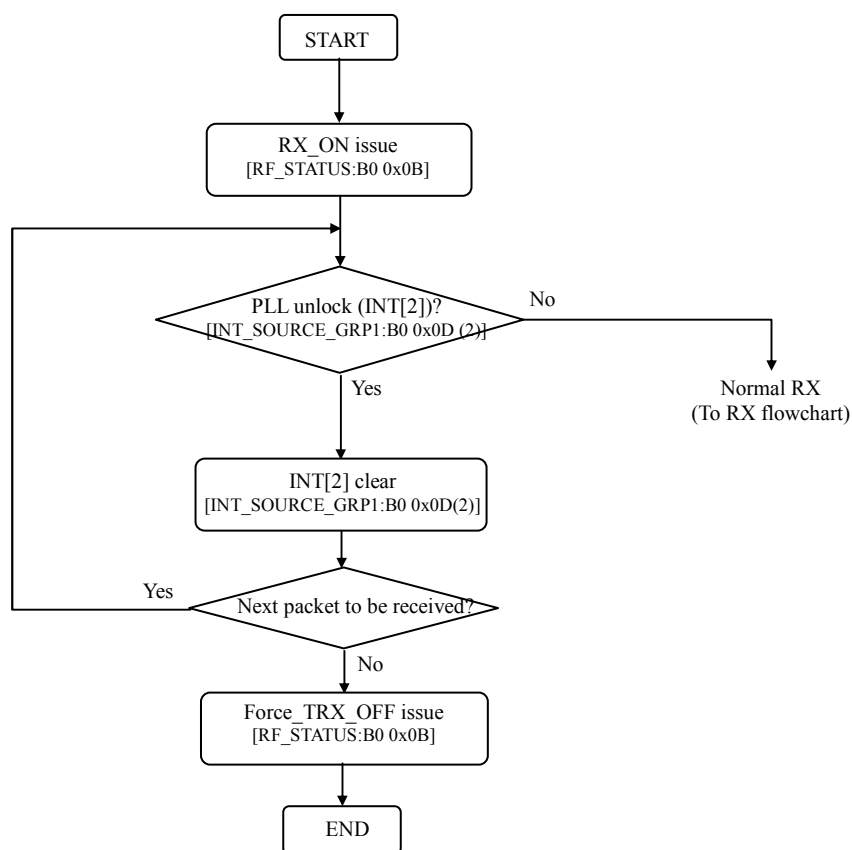 START
RX_ON issue
[RF_STATUS:B0 0x0B]
PLL unlock (INT[2])?
[INT_SOURCE_GRP1:B0 0x0D (2)]
No
Yes
Normal RX
(To RX flowchart)
INT[2] clear
[INT_SOURCE_GRP1:B0 0x0D(2)]
Yes
Next packet to be received?
No
Force_TRX_OFF issue
[RF_STATUS:B0 0x0B]
END